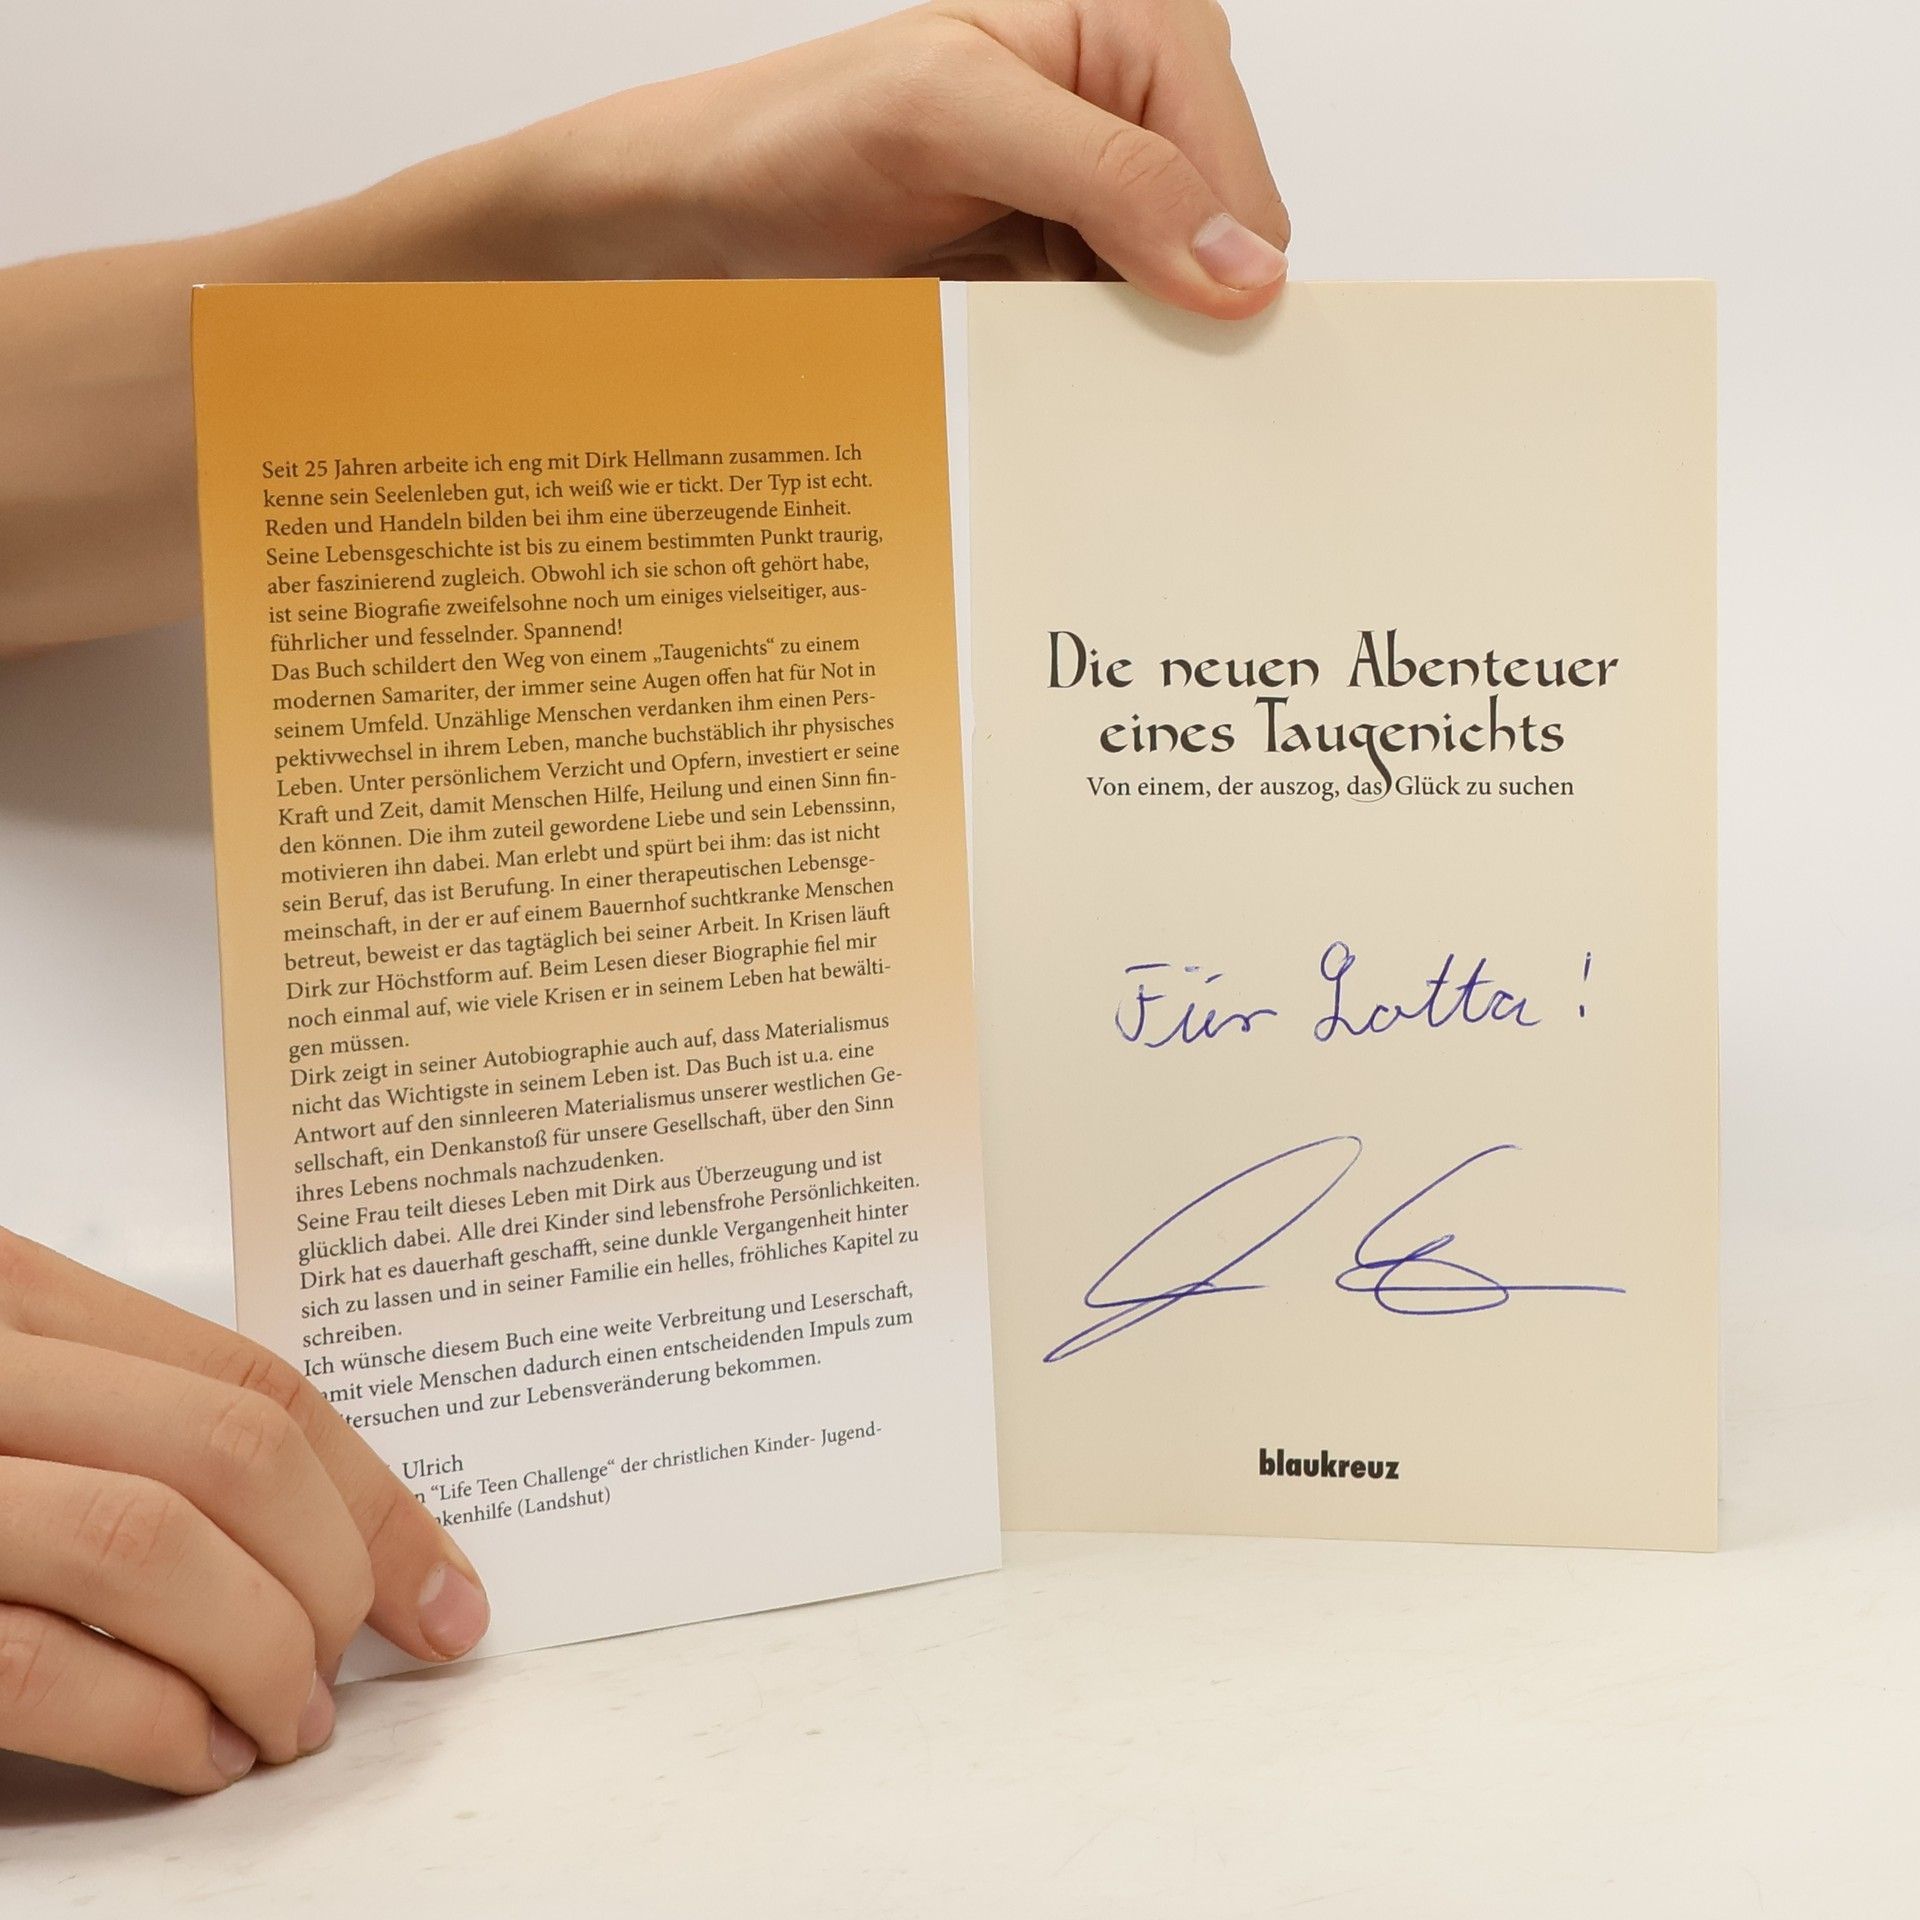 Seit 25 Jahren arbeite ich eng mit Dirk Hellmann zusammen. Ich
kenne sein Seelenleben gut, ich weiß wie er tickt. Der Typ ist echt.
Reden und Handeln bilden bei ihm eine überzeugende Einheit.
Seine Lebensgeschichte ist bis zu einem bestimmten Punkt traurig,
aber faszinierend zugleich. Obwohl ich sie schon oft gehört habe,
ist seine Biografie zweifelsohne noch um einiges vielseitiger, aus-
führlicher und fesselnder. Spannend!
Das Buch schildert den Weg von einem „Taugenichts“ zu einem
modernen Samariter, der immer seine Augen offen hat für Not in
seinem Umfeld. Unzählige Menschen verdanken ihm einen Pers-
pektivwechsel in ihrem Leben, manche buchstäblich ihr physisches
Leben. Unter persönlichem Verzicht und Opfern, investiert er seine
Kraft und Zeit, damit Menschen Hilfe, Heilung und einen Sinn fin-
den können. Die ihm zuteil gewordene Liebe und sein Lebenssinn,
motivieren ihn dabei. Man erlebt und spürt bei ihm: das ist nicht
sein Beruf, das ist Berufung. In einer therapeutischen Lebensge-
meinschaft, in der er auf einem Bauernhof suchtkranke Menschen
betreut, beweist er das tagtäglich bei seiner Arbeit. In Krisen läuft
Dirk zur Höchstform auf. Beim Lesen dieser Biographie fiel mir
noch einmal auf, wie viele Krisen er in seinem Leben hat bewälti-
gen müssen.
Dirk zeigt in seiner Autobiographie auch auf, dass Materialismus
nicht das Wichtigste in seinem Leben ist. Das Buch ist u.a. eine
Antwort auf den sinnleeren Materialismus unserer westlichen Ge-
sellschaft, ein Denkanstoß für unsere Gesellschaft, über den Sinn
ihres Lebens nochmals nachzudenken.
Seine Frau teilt dieses Leben mit Dirk aus Überzeugung und ist
glücklich dabei. Alle drei Kinder sind lebensfrohe Persönlichkeiten.
Dirk hat es dauerhaft geschafft, seine dunkle Vergangenheit hinter
sich zu lassen und in seiner Familie ein helles, fröhliches Kapitel zu
schreiben.
Ich wünsche diesem Buch eine weite Verbreitung und Leserschaft,
amit viele Menschen dadurch einen entscheidenden Impuls zum
tersuchen und zur Lebensveränderung bekommen.
Ulrich
n “Life Teen Challenge“ der christlichen Kinder- Jugend-
kenhilfe (Landshut)
Die neuen Abenteuer
eines Taugenichts
Von einem, der auszog, das Glück zu suchen
Für Lotta !
blaukreuz